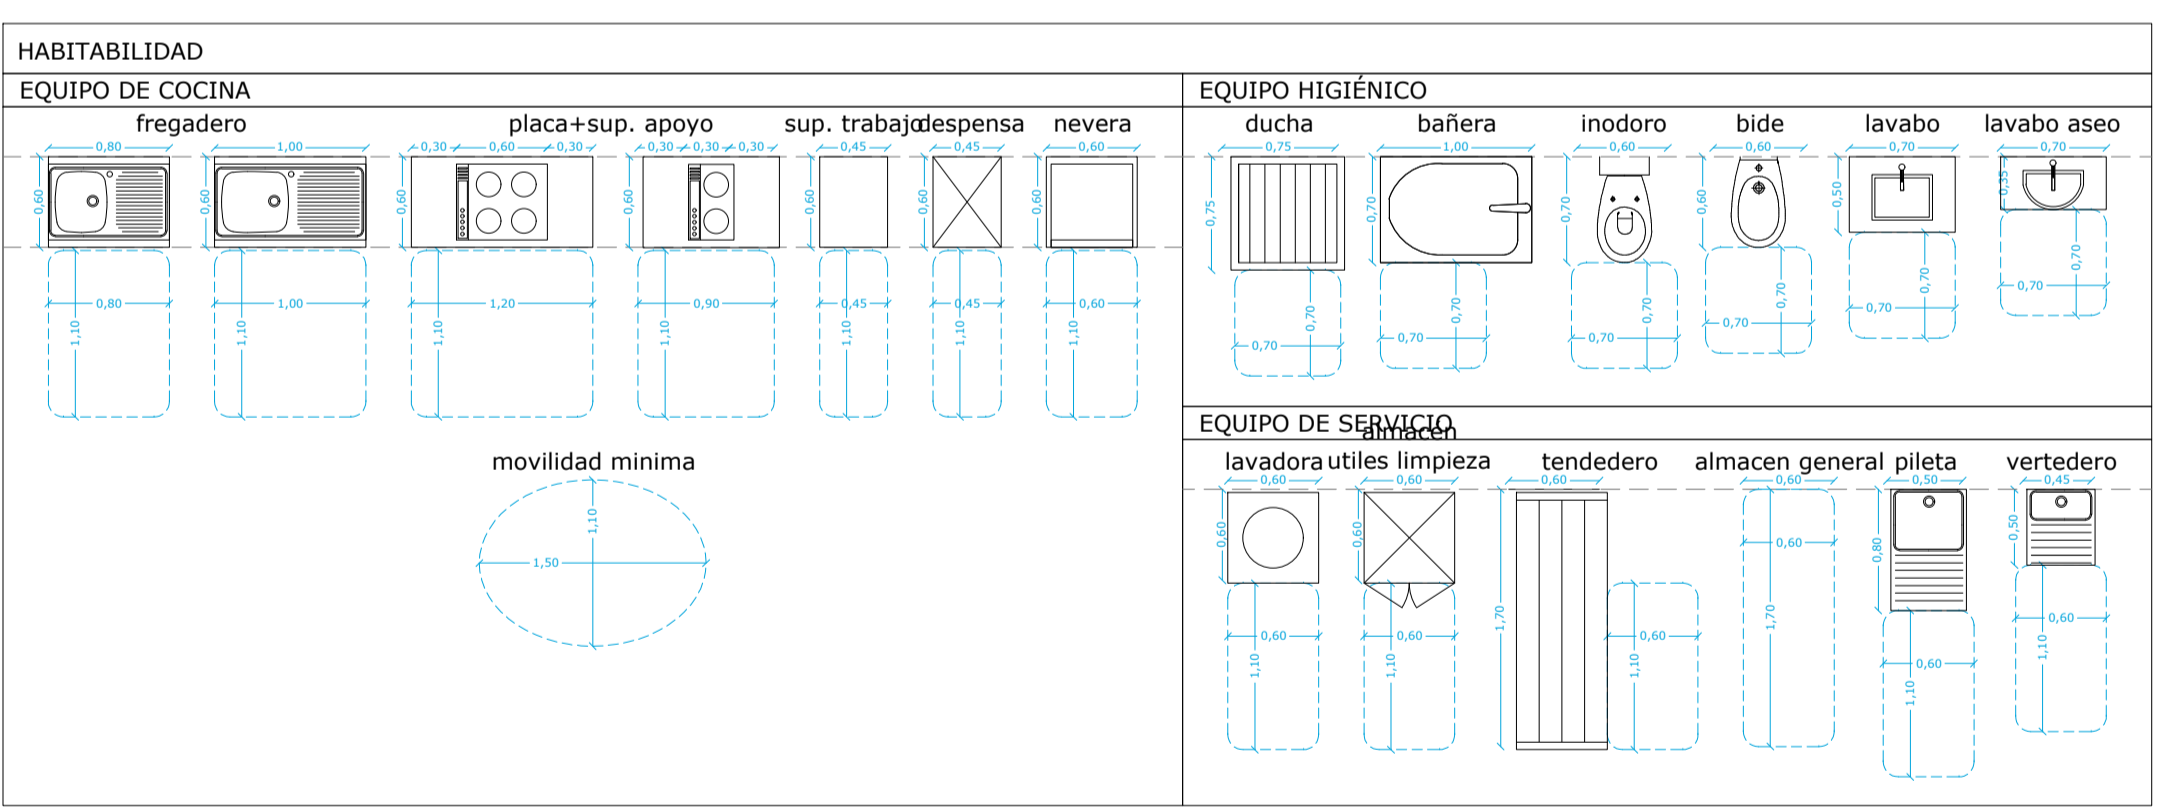 HABITABILIDAD
EQUIPO DE COCINA
fregadero placa+sup. apoyo sup. trabajo despensa nevera
0,80 1,00 0,30 0,60 0,30 0,30 0,30 0,30 0,45 0,45 0,60
0,60 0,60 0,60 0,60 0,60 0,60 0,60
0,80 1,00 1,20 0,90 0,45 0,45 0,60
1,10 1,10 1,10 1,10 1,10 1,10 1,10
movilidad minima
1,10
1,50
EQUIPO HIGIÉNICO
ducha bañera inodoro bide lavabo lavabo aseo
0,75 1,00 0,60 0,60 0,70 0,70
0,75 0,70 0,70 0,60 0,50 0,35
0,70 0,70 0,70 0,70 0,70 0,70
0,70 0,70 0,70 0,70 0,70 0,70
EQUIPO DE SERVICIO
almacen
lavadora utiles limpieza tendedero almacen general pileta vertedero
0,60 0,60 0,60 0,60 0,50 0,45
0,60 0,60 1,70 1,70 0,80 0,50
0,60 0,60 0,60 0,60 0,60 0,60
1,10 1,10 1,10 1,10 1,10